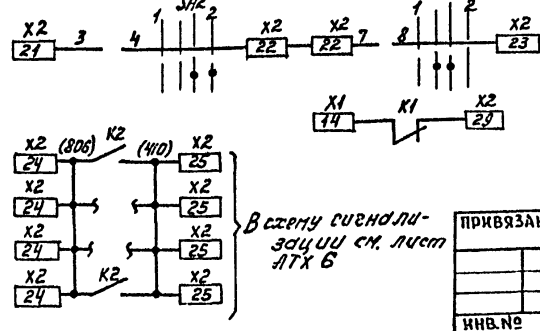 1 SA2 2 1 2
X2 X2 X2 X2
21 3 4 22 22 7 8 23
X1 K1 X2
14 29
X2 (806) K2 (410) X2
24 25
X2 X2
24 25
X2 X2
24 25
X2 K2 X2
24 25
В схему сигнали-
зации см. лист
АТХ 6
ПРИВЯЗАН
ИНВ.№